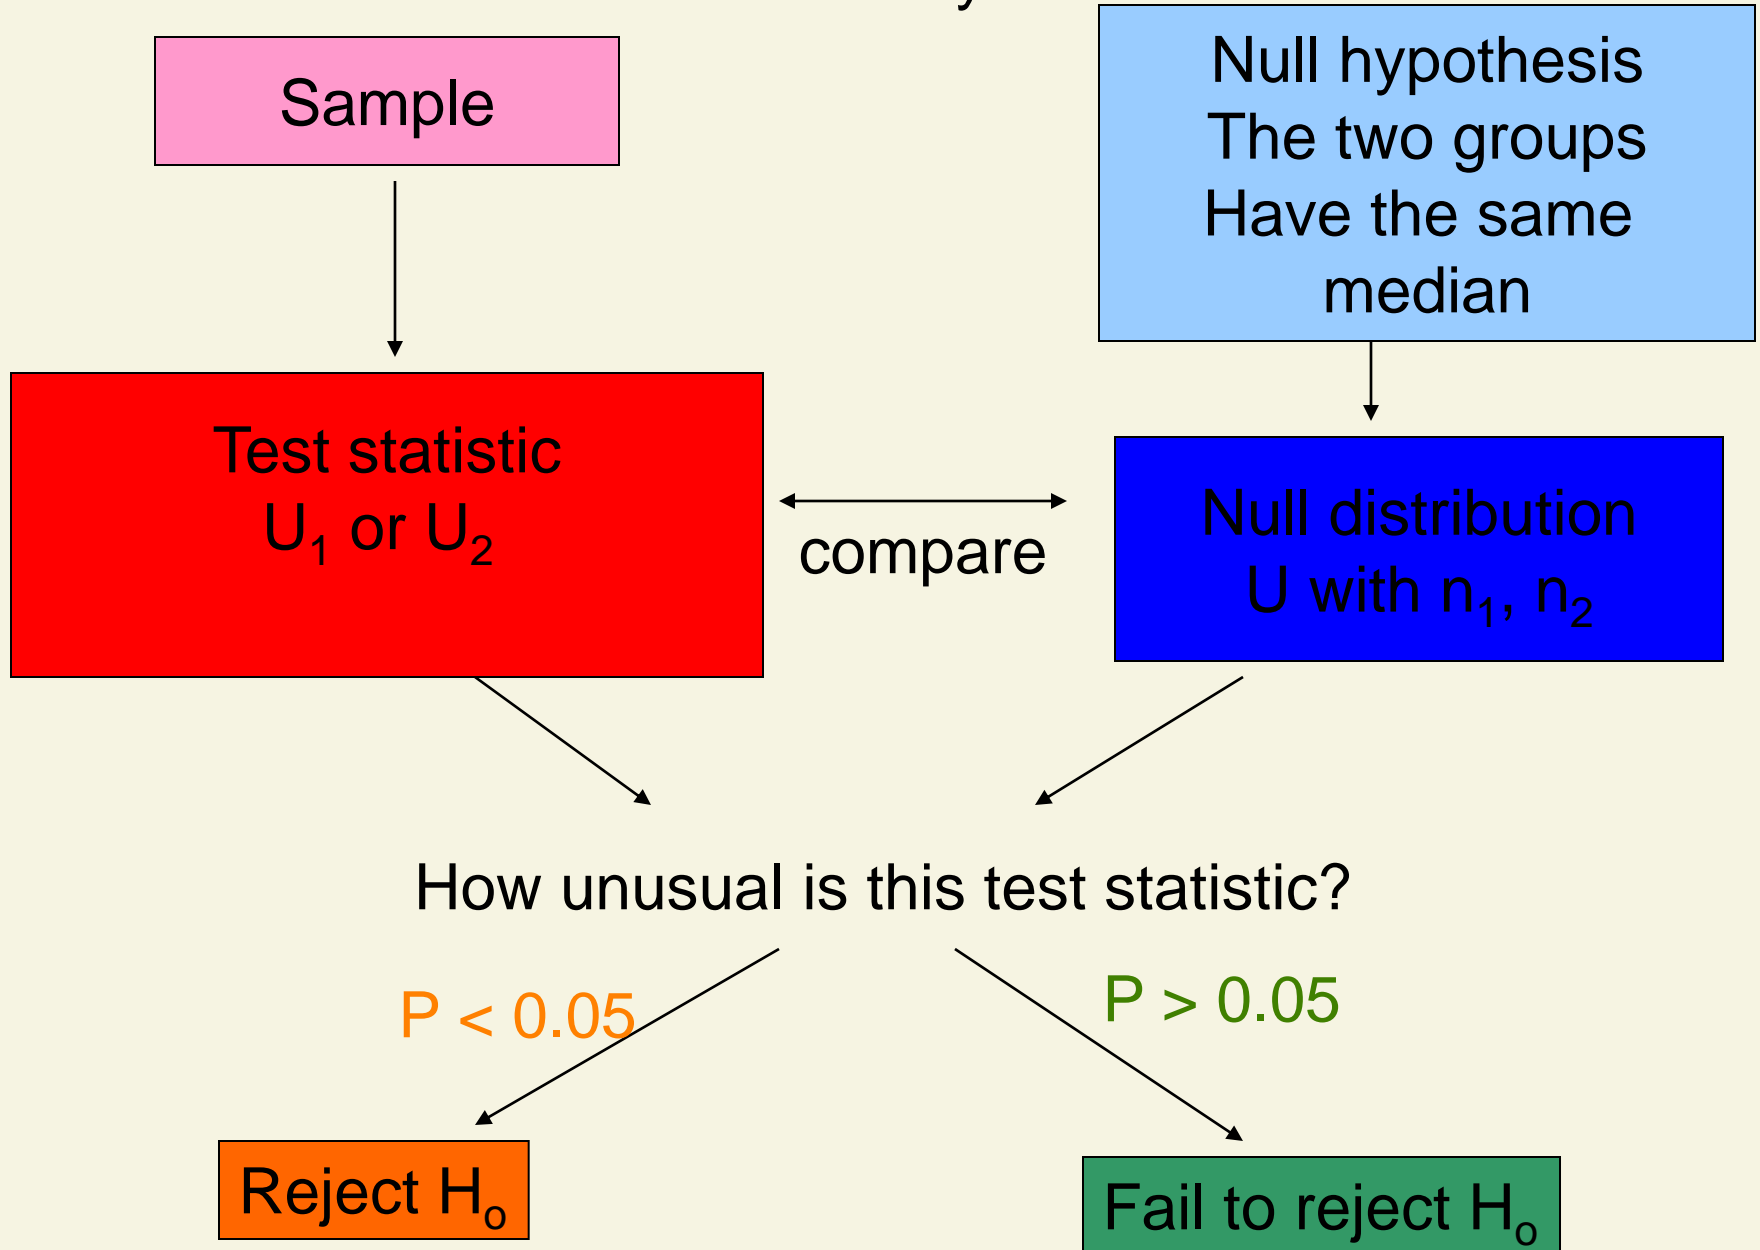 Sample
Null hypothesis
The two groups
Have the same
median
Test statistic
U₁ or U₂
compare
Null distribution
U with n₁, n₂
How unusual is this test statistic?
P < 0.05
P > 0.05
Reject Hₒ
Fail to reject Hₒ